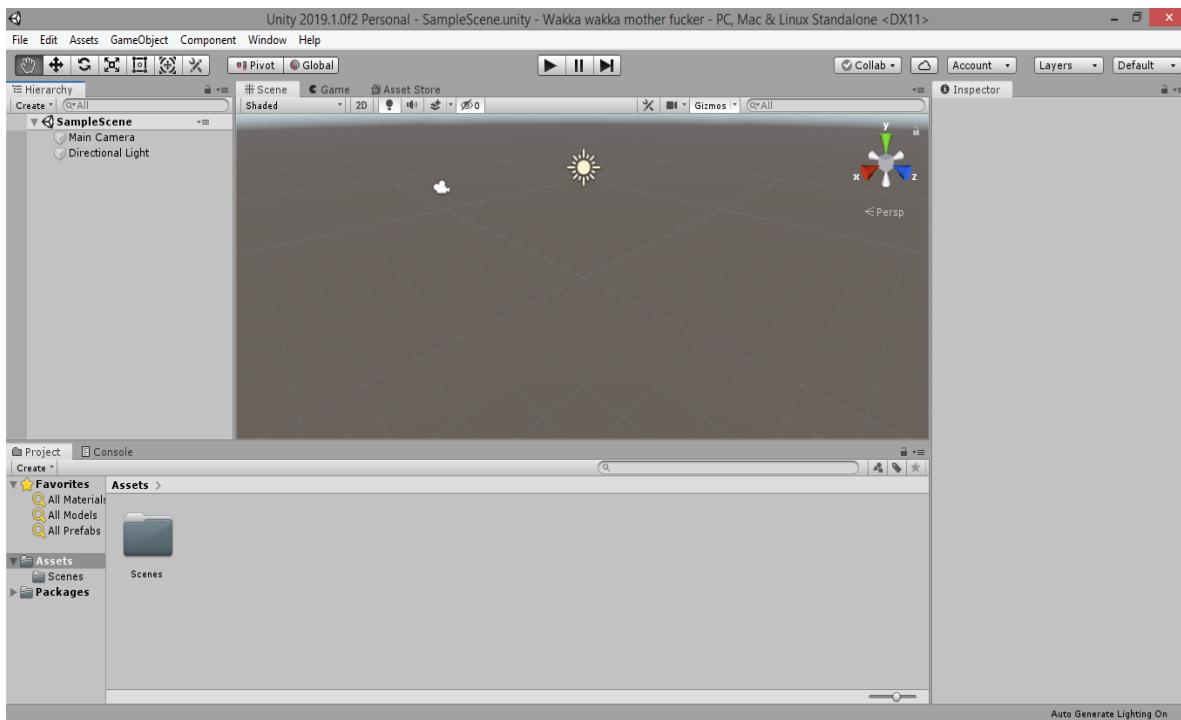 Unity 2019.1.0f2 Personal - SampleScene.unity - Wakka wakka mother fucker - PC, Mac & Linux Standalone <DX11>
File Edit Assets GameObject Component Window Help
Pivot Global Collab Account Layers Default
Hierarchy Scene Game Asset Store Inspector
Create All Shaded 2D 0 Gizmos All
SampleScene
Main Camera
Directional Light
y
x z
Persp
Project Console
Create
Favorites Assets
All Materials
All Models
All Prefabs
Assets
Scenes Scenes
Packages
Auto Generate Lighting On